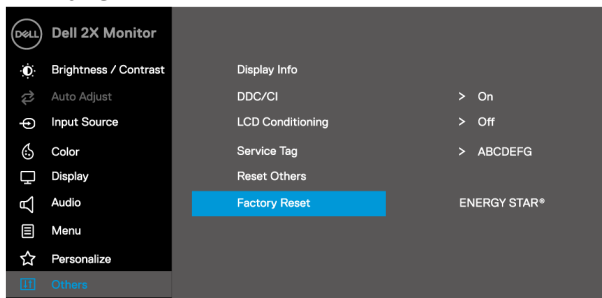 DELL Dell 2X Monitor
Brightness / Contrast Display Info
Auto Adjust DDC/CI > On
Input Source LCD Conditioning > Off
Color Service Tag > ABCDEFG
Display Reset Others
Audio Factory Reset ENERGY STAR®
Menu
Personalize
Others